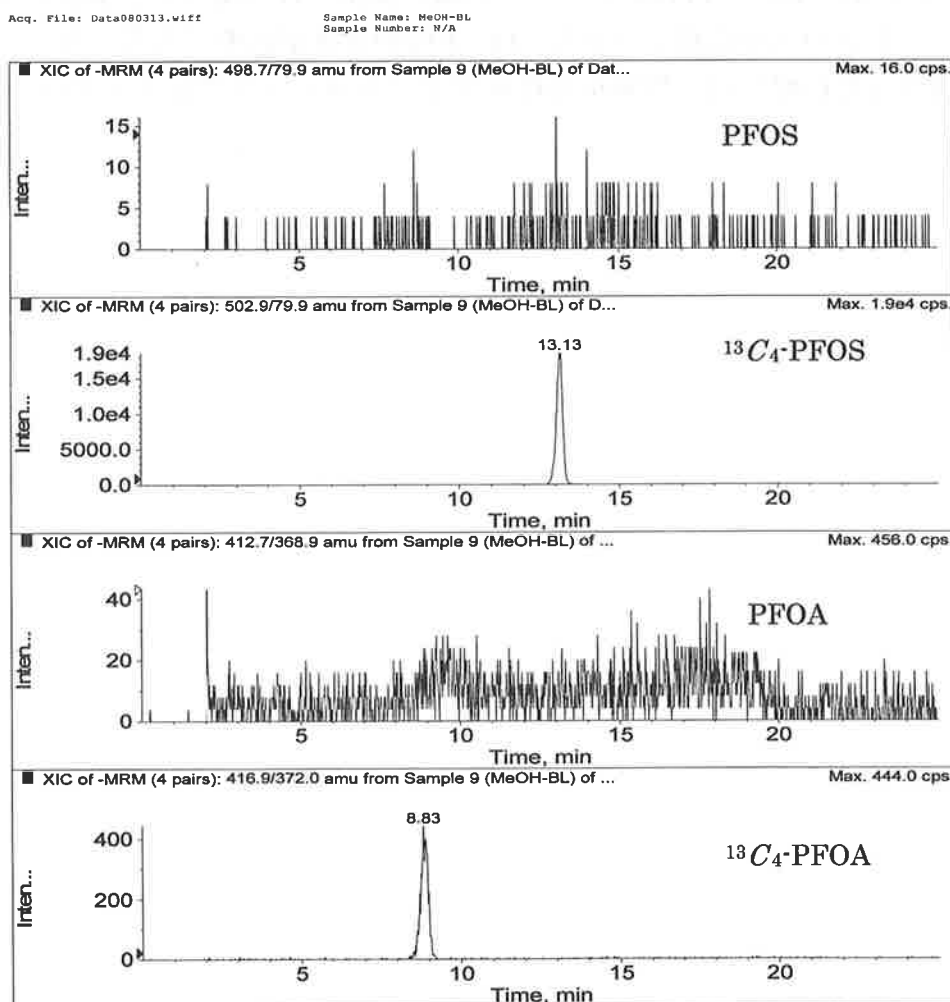 Acq. File: Data080313.wiff Sample Name: MeOH-BL
Sample Number: N/A
XIC of -MRM (4 pairs): 498.7/79.9 amu from Sample 9 (MeOH-BL) of Dat... Max. 16.0 cps.
PFOS
15
10
5
0
Inten...
5 10 15 20
Time, min
XIC of -MRM (4 pairs): 502.9/79.9 amu from Sample 9 (MeOH-BL) of D... Max. 1.9e4 cps.
13.13
¹³C₄-PFOS
1.9e4
1.5e4
1.0e4
5000.0
0.0
Inten...
5 10 15 20
Time, min
XIC of -MRM (4 pairs): 412.7/368.9 amu from Sample 9 (MeOH-BL) of ... Max. 456.0 cps
PFOA
40
20
0
Inten...
5 10 15 20
Time, min
XIC of -MRM (4 pairs): 416.9/372.0 amu from Sample 9 (MeOH-BL) of ... Max. 444.0 cps
8.83
¹³C₄-PFOA
400
200
0
Inten...
5 10 15 20
Time, min